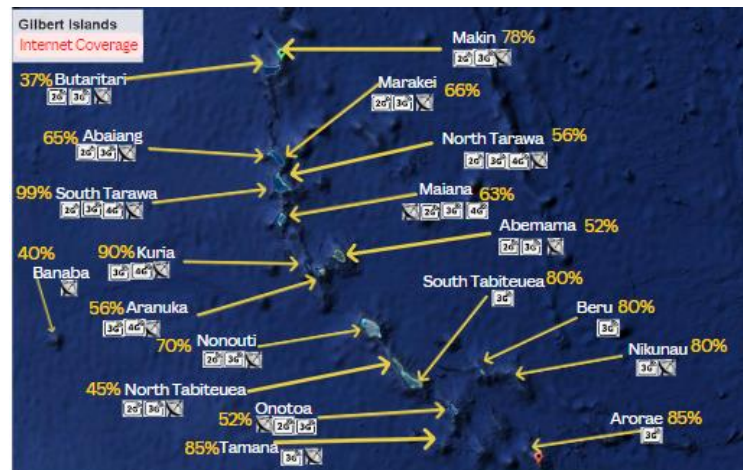 Gilbert Islands
Internet Coverage
Makin 78%
2G 3G
37% Butaritari
2G 3G
Marakei 66%
2G 3G
65% Abaiang
2G 3G
North Tarawa 56%
2G 3G 4G
99% South Tarawa
2G 3G 4G
Maiana 63%
2G 3G 4G
Abemama 52%
2G 3G
40%
Banaba
90% Kuria
3G 4G
South Tabiteuea 80%
3G
56% Aranuka
3G 4G
Beru 80%
3G
Nonouti
70%
2G 3G
Nikunau 80%
3G
45% North Tabiteuea
2G 3G
Onotoa
52%
2G 3G
Arorae 85%
3G
85% Tamana
3G